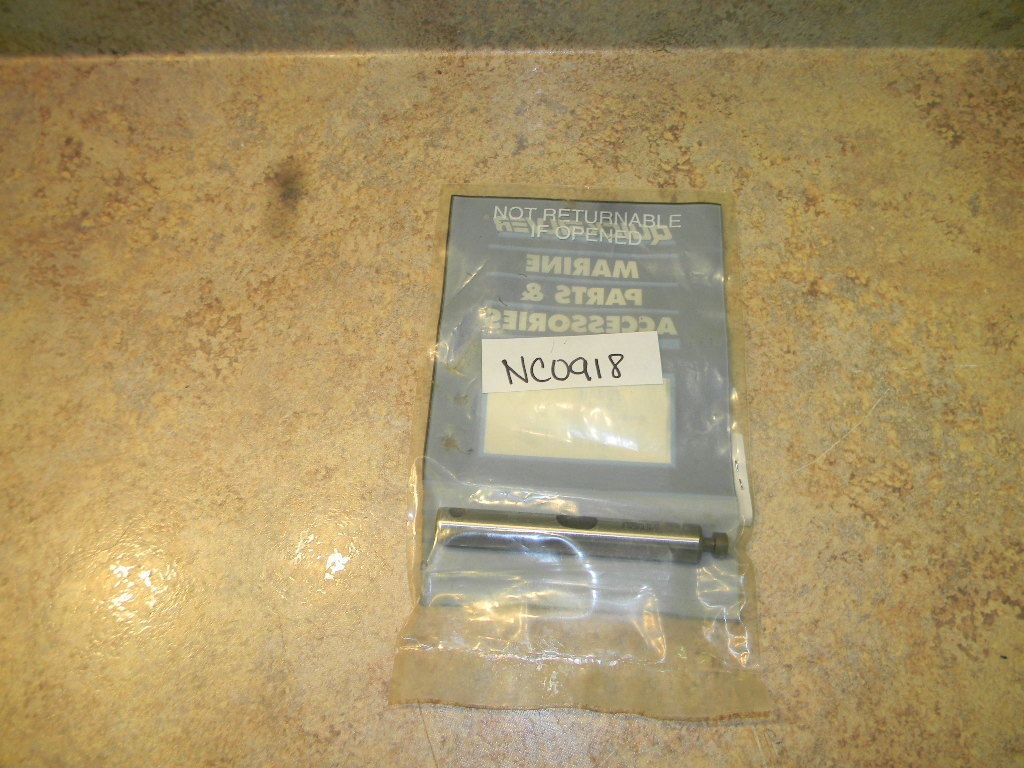 NOT RETURNABLE
IF OPENED
MARINE
PARTS &
ACCESSORIES
NC0918